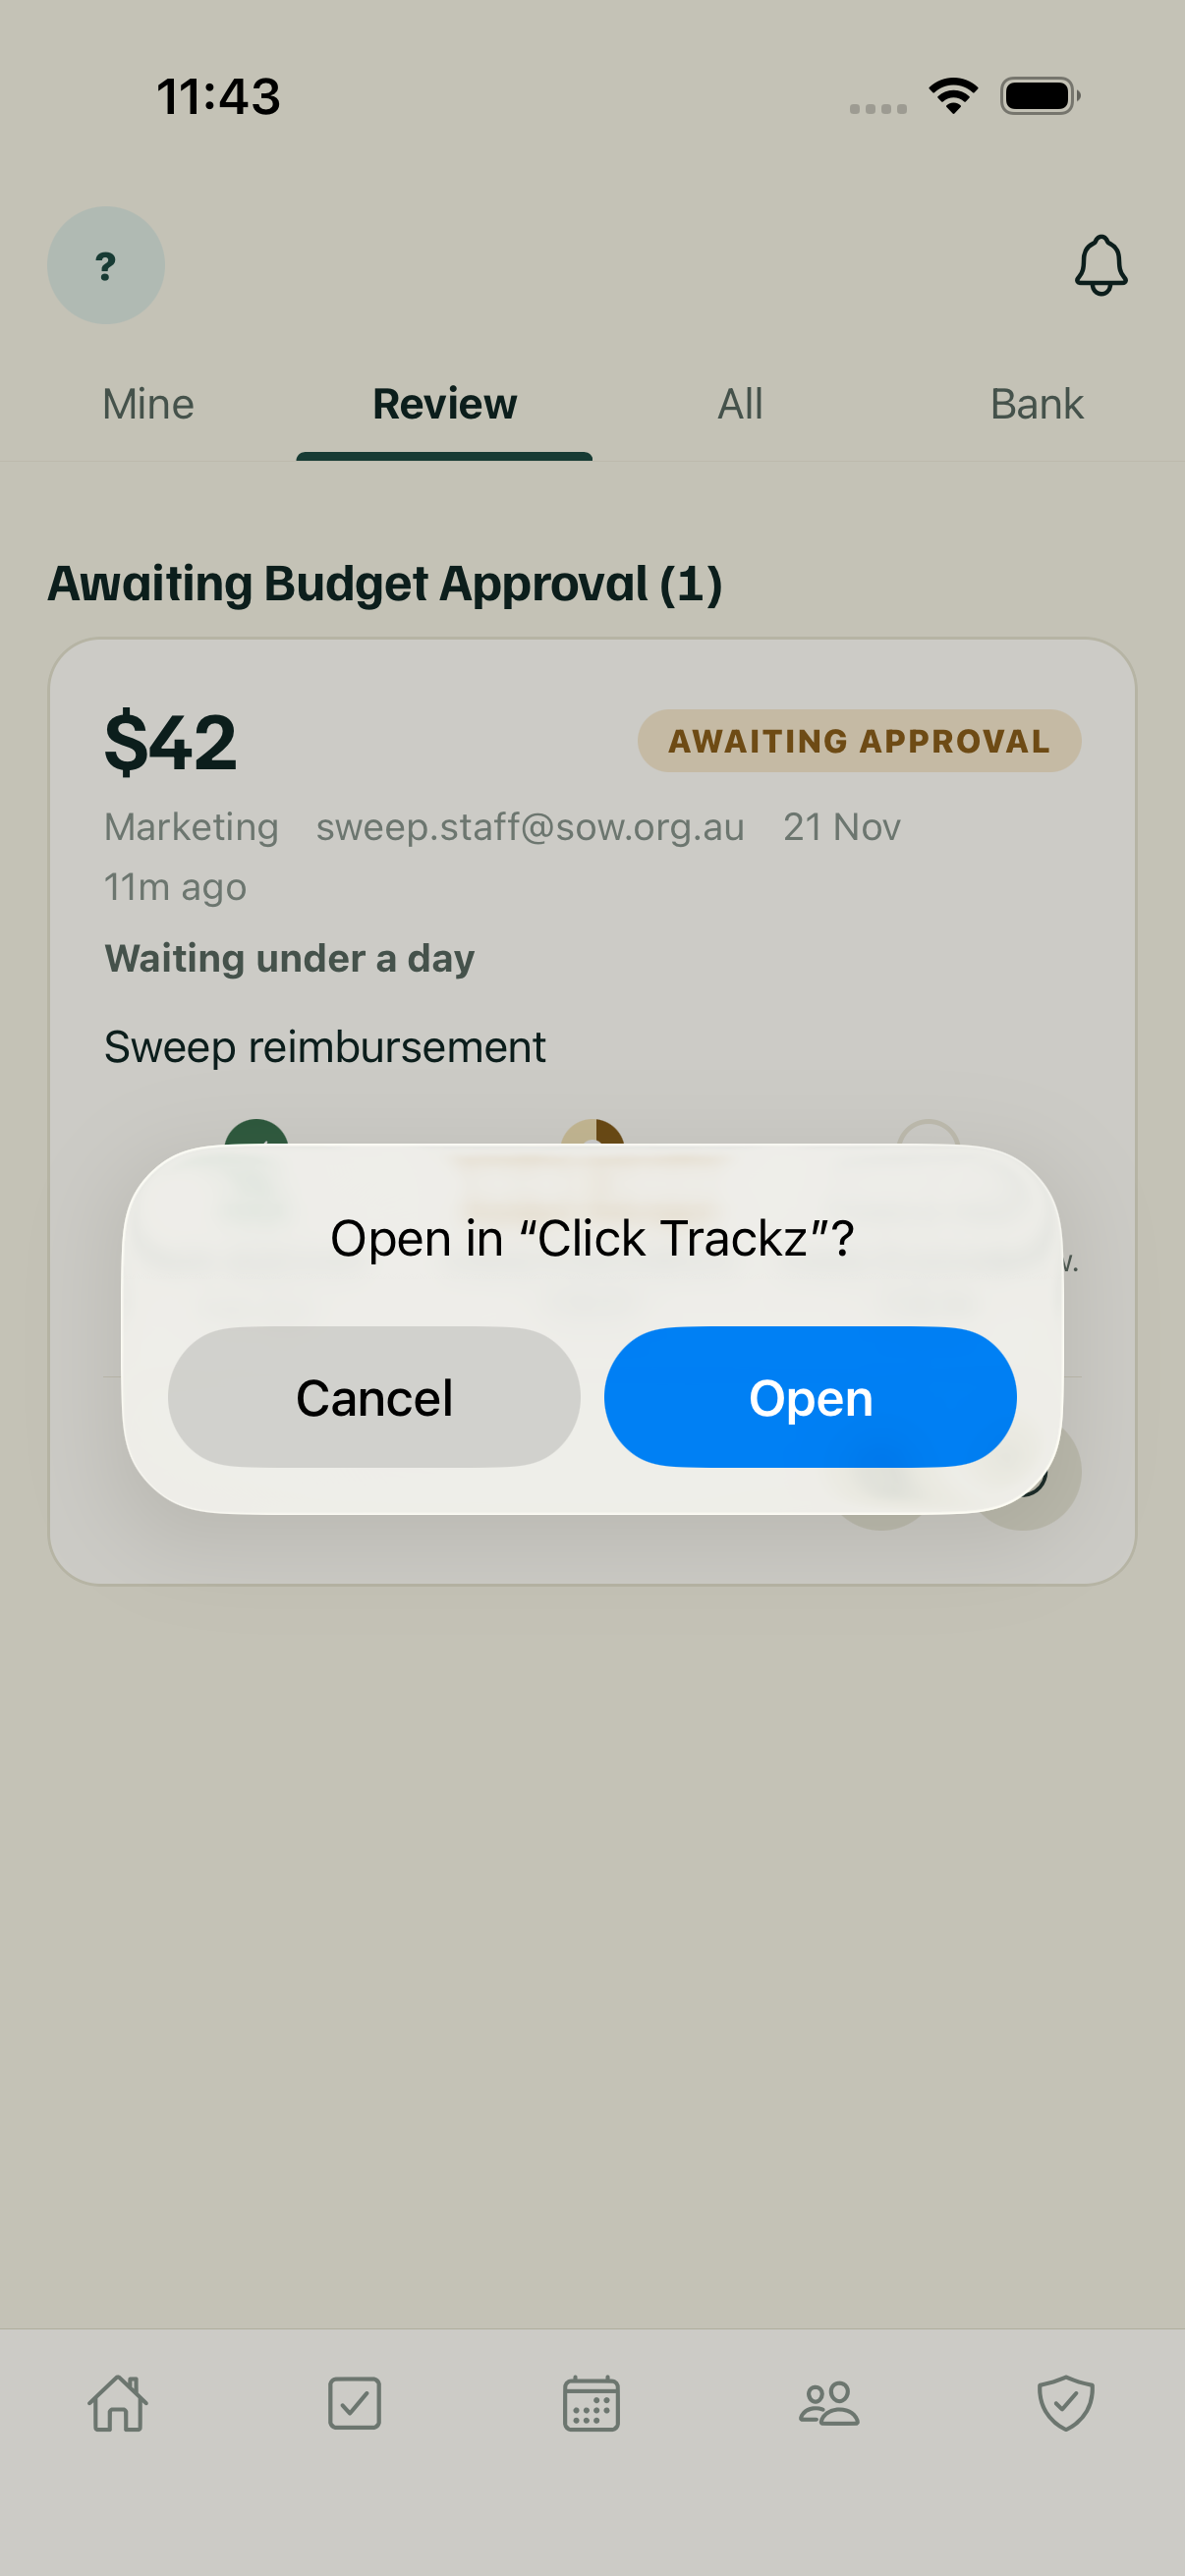 11:43
?
Mine Review All Bank
Awaiting Budget Approval (1)
$42 AWAITING APPROVAL
Marketing sweep.staff@sow.org.au 21 Nov
11m ago
Waiting under a day
Sweep reimbursement
Open in “Click Trackz”?
Cancel Open